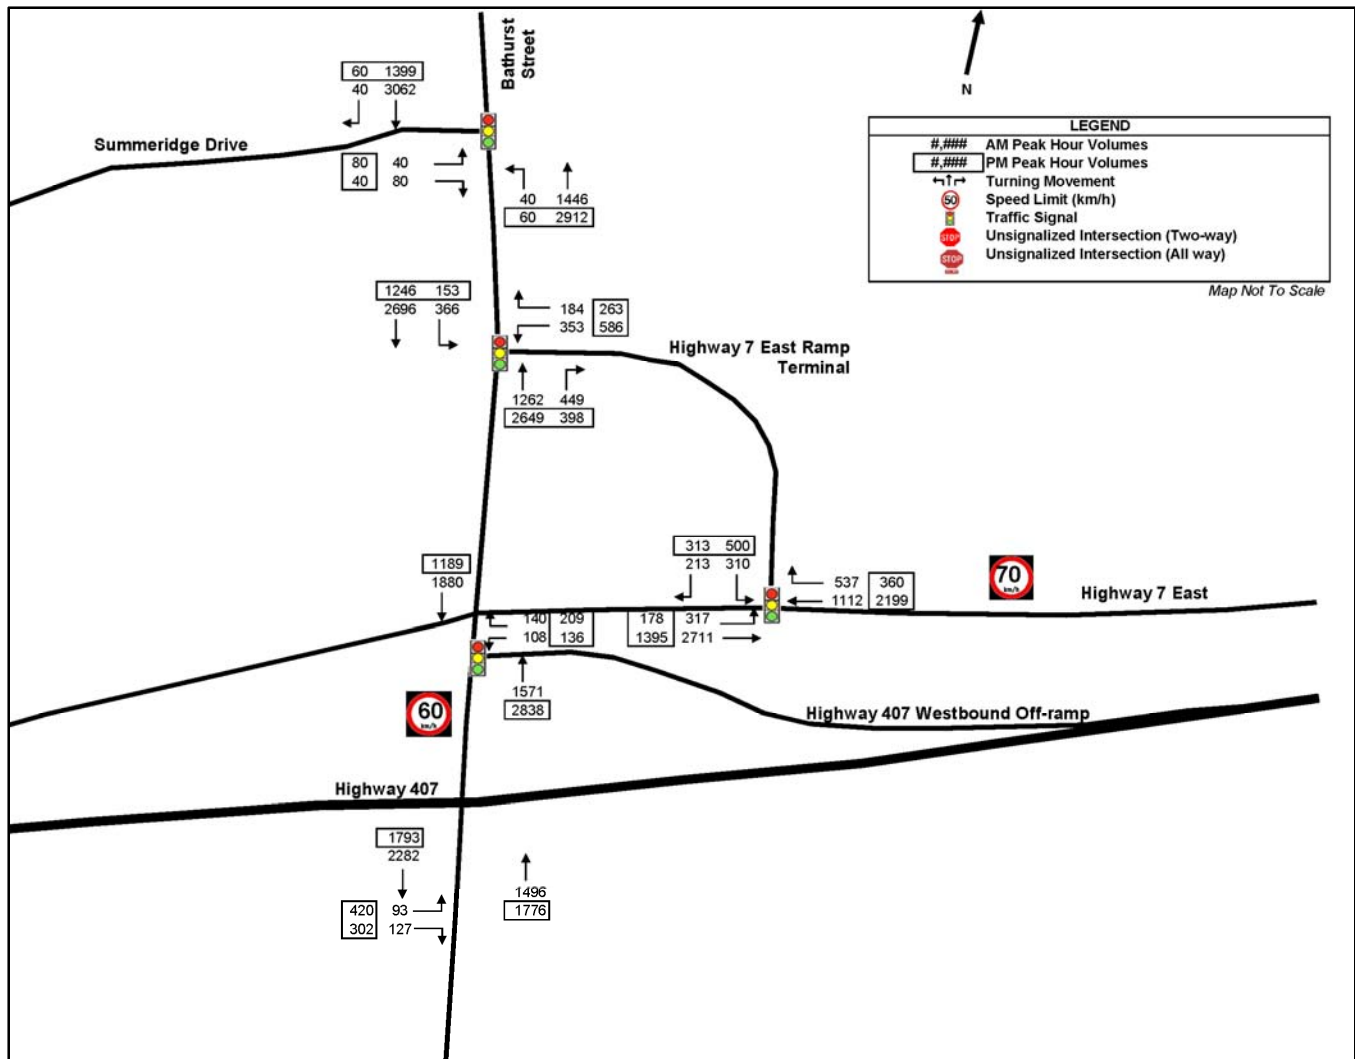 Bathurst
Street
N
60 1399
40 3062
Summeridge Drive
80 40
40 80
40 1446
60 2912
LEGEND
#,### AM Peak Hour Volumes
#,### PM Peak Hour Volumes
Turning Movement
50 Speed Limit (km/h)
Traffic Signal
STOP Unsignalized Intersection (Two-way)
STOP Unsignalized Intersection (All way)
Map Not To Scale
1246 153
2696 366
184 263
353 586
Highway 7 East Ramp
Terminal
1262 449
2649 398
1189
1880
313 500
213 310
70
km/h
537 360
1112 2199
Highway 7 East
140 209
108 136
178 317
1395 2711
1571
2838
60
km/h
Highway 407 Westbound Off-ramp
Highway 407
1793
2282
1496
1776
420 93
302 127